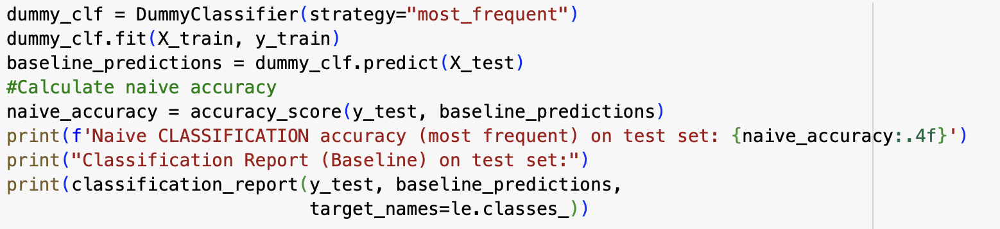 dummy_clf = DummyClassifier(strategy="most_frequent")
dummy_clf.fit(X_train, y_train)
baseline_predictions = dummy_clf.predict(X_test)
#Calculate naive accuracy
naive_accuracy = accuracy_score(y_test, baseline_predictions)
print(f'Naive CLASSIFICATION accuracy (most frequent) on test set: {naive_accuracy:.4f}')
print("Classification Report (Baseline) on test set:")
print(classification_report(y_test, baseline_predictions,
                            target_names=le.classes_))